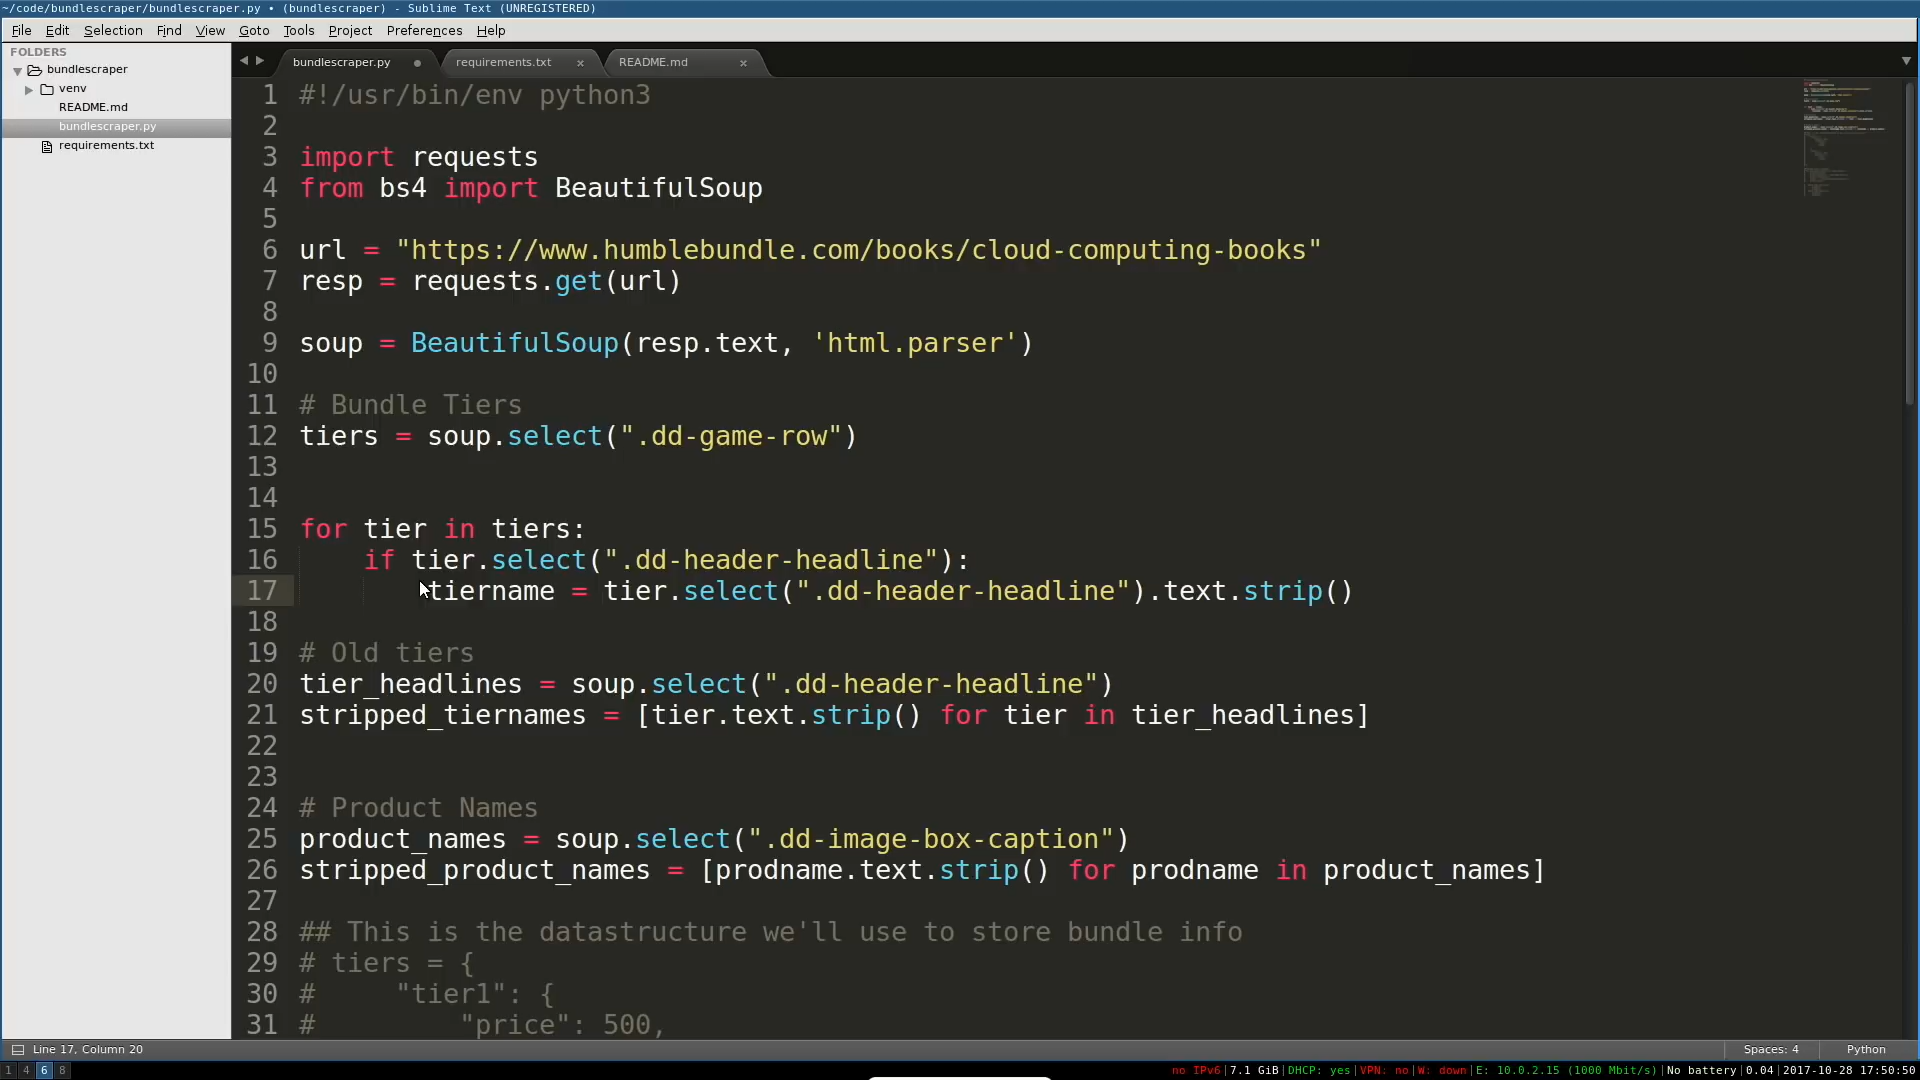 ~/code/bundlescraper/bundlescraper.py • (bundlescraper) - Sublime Text (UNREGISTERED)
File Edit Selection Find View Goto Tools Project Preferences Help
FOLDERS
bundlescraper
venv
README.md
bundlescraper.py
requirements.txt
bundlescraper.py requirements.txt README.md
1 #!/usr/bin/env python3
2
3 import requests
4 from bs4 import BeautifulSoup
5
6 url = "https://www.humblebundle.com/books/cloud-computing-books"
7 resp = requests.get(url)
8
9 soup = BeautifulSoup(resp.text, 'html.parser')
10
11 # Bundle Tiers
12 tiers = soup.select(".dd-game-row")
13
14
15 for tier in tiers:
16     if tier.select(".dd-header-headline"):
17         tiername = tier.select(".dd-header-headline").text.strip()
18
19 # Old tiers
20 tier_headlines = soup.select(".dd-header-headline")
21 stripped_tiernames = [tier.text.strip() for tier in tier_headlines]
22
23
24 # Product Names
25 product_names = soup.select(".dd-image-box-caption")
26 stripped_product_names = [prodname.text.strip() for prodname in product_names]
27
28 ## This is the datastructure we'll use to store bundle info
29 # tiers = {
30 #     "tier1": {
31 #         "price": 500,
Line 17, Column 20 Spaces: 4 Python
1 4 6 8 no IPv6|7.1 GiB|DHCP: yes|VPN: no|W: down|E: 10.0.2.15 (1000 Mbit/s)|No battery|0.04|2017-10-28 17:50:50